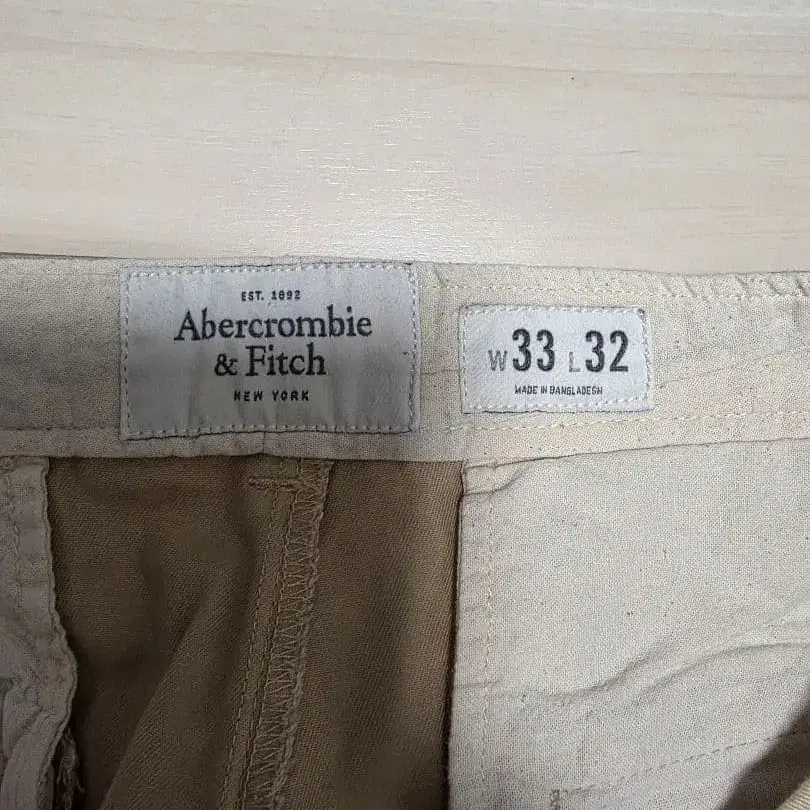 EST. 1892
Abercrombie
& Fitch
NEW YORK
W33 L32
MADE IN BANGLADESH